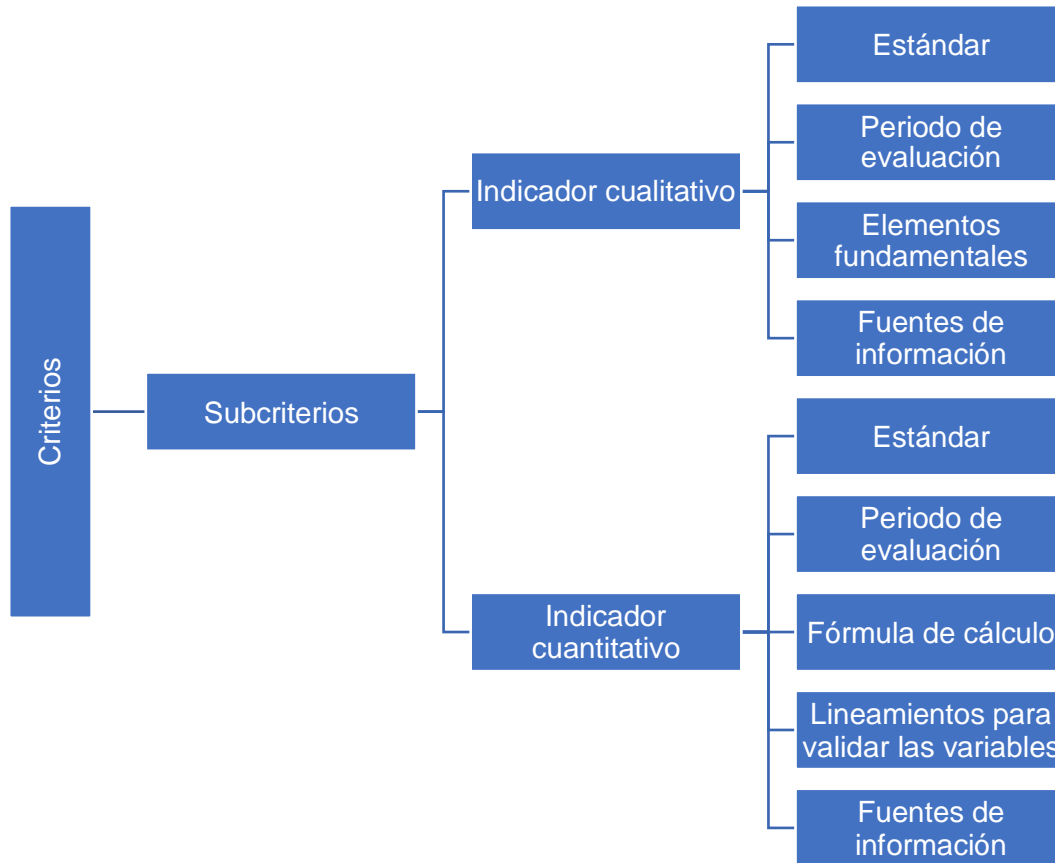 Criterios
Subcriterios
Indicador cualitativo
Estándar
Periodo de
evaluación
Elementos
fundamentales
Fuentes de
información
Indicador
cuantitativo
Estándar
Periodo de
evaluación
Fórmula de cálculo
Lineamientos para
validar las variables
Fuentes de
información